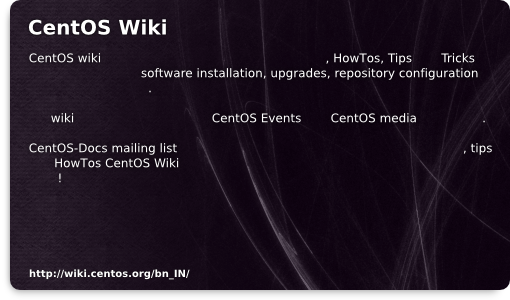 CentOS Wiki
CentOS wiki , HowTos, Tips Tricks
software installation, upgrades, repository configuration
.
wiki CentOS Events CentOS media .
CentOS-Docs mailing list , tips
HowTos CentOS Wiki
!
http://wiki.centos.org/bn_IN/